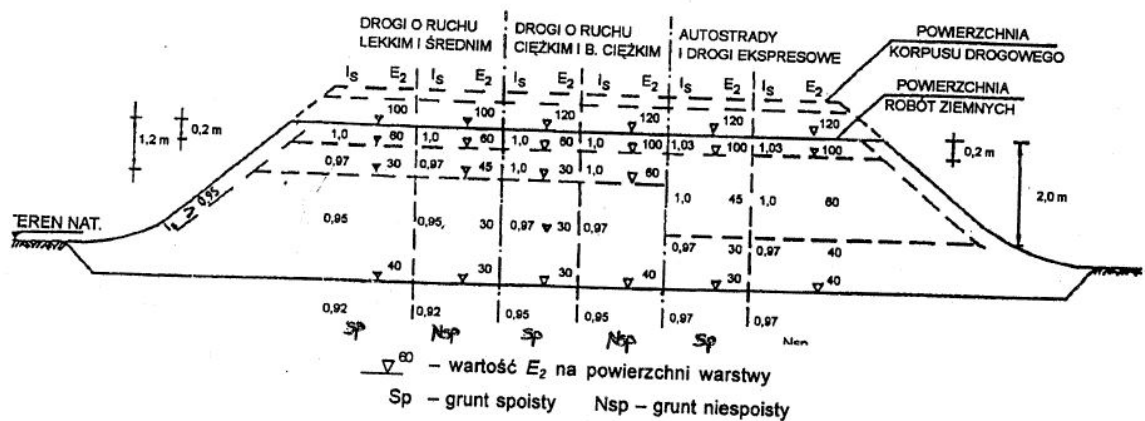 DROGI O RUCHU LEKKIM I ŚREDNIM
DROGI O RUCHU CIĘŻKIM I B. CIĘŻKIM
AUTOSTRADY I DROGI EKSPRESOWE
POWIERZCHNIA KORPUSU DROGOWEGO
POWIERZCHNIA ROBÓT ZIEMNYCH
Is E2 Is E2 Is E2 Is E2 Is E2 Is E2
100 100 120 120 120 120
1,2 m 0,2 m
1,0 60 1,0 60 1,0 60 1,0 100 1,03 100 1,03 100
0,2 m
0,97 30 0,97 45 1,0 30 1,0 60
2,0 m
≥ 0,95
1,0 45 1,0 60
TEREN NAT.
0,95 0,95, 30 0,97 30 0,97
0,97 30 0,97 40
40 30 30 40 30 40
0,92 0,92 0,95 0,95 0,97 0,97
Sp Nsp Sp Nsp Sp
60 – wartość E2 na powierzchni warstwy
Sp – grunt spoisty Nsp – grunt niespoisty